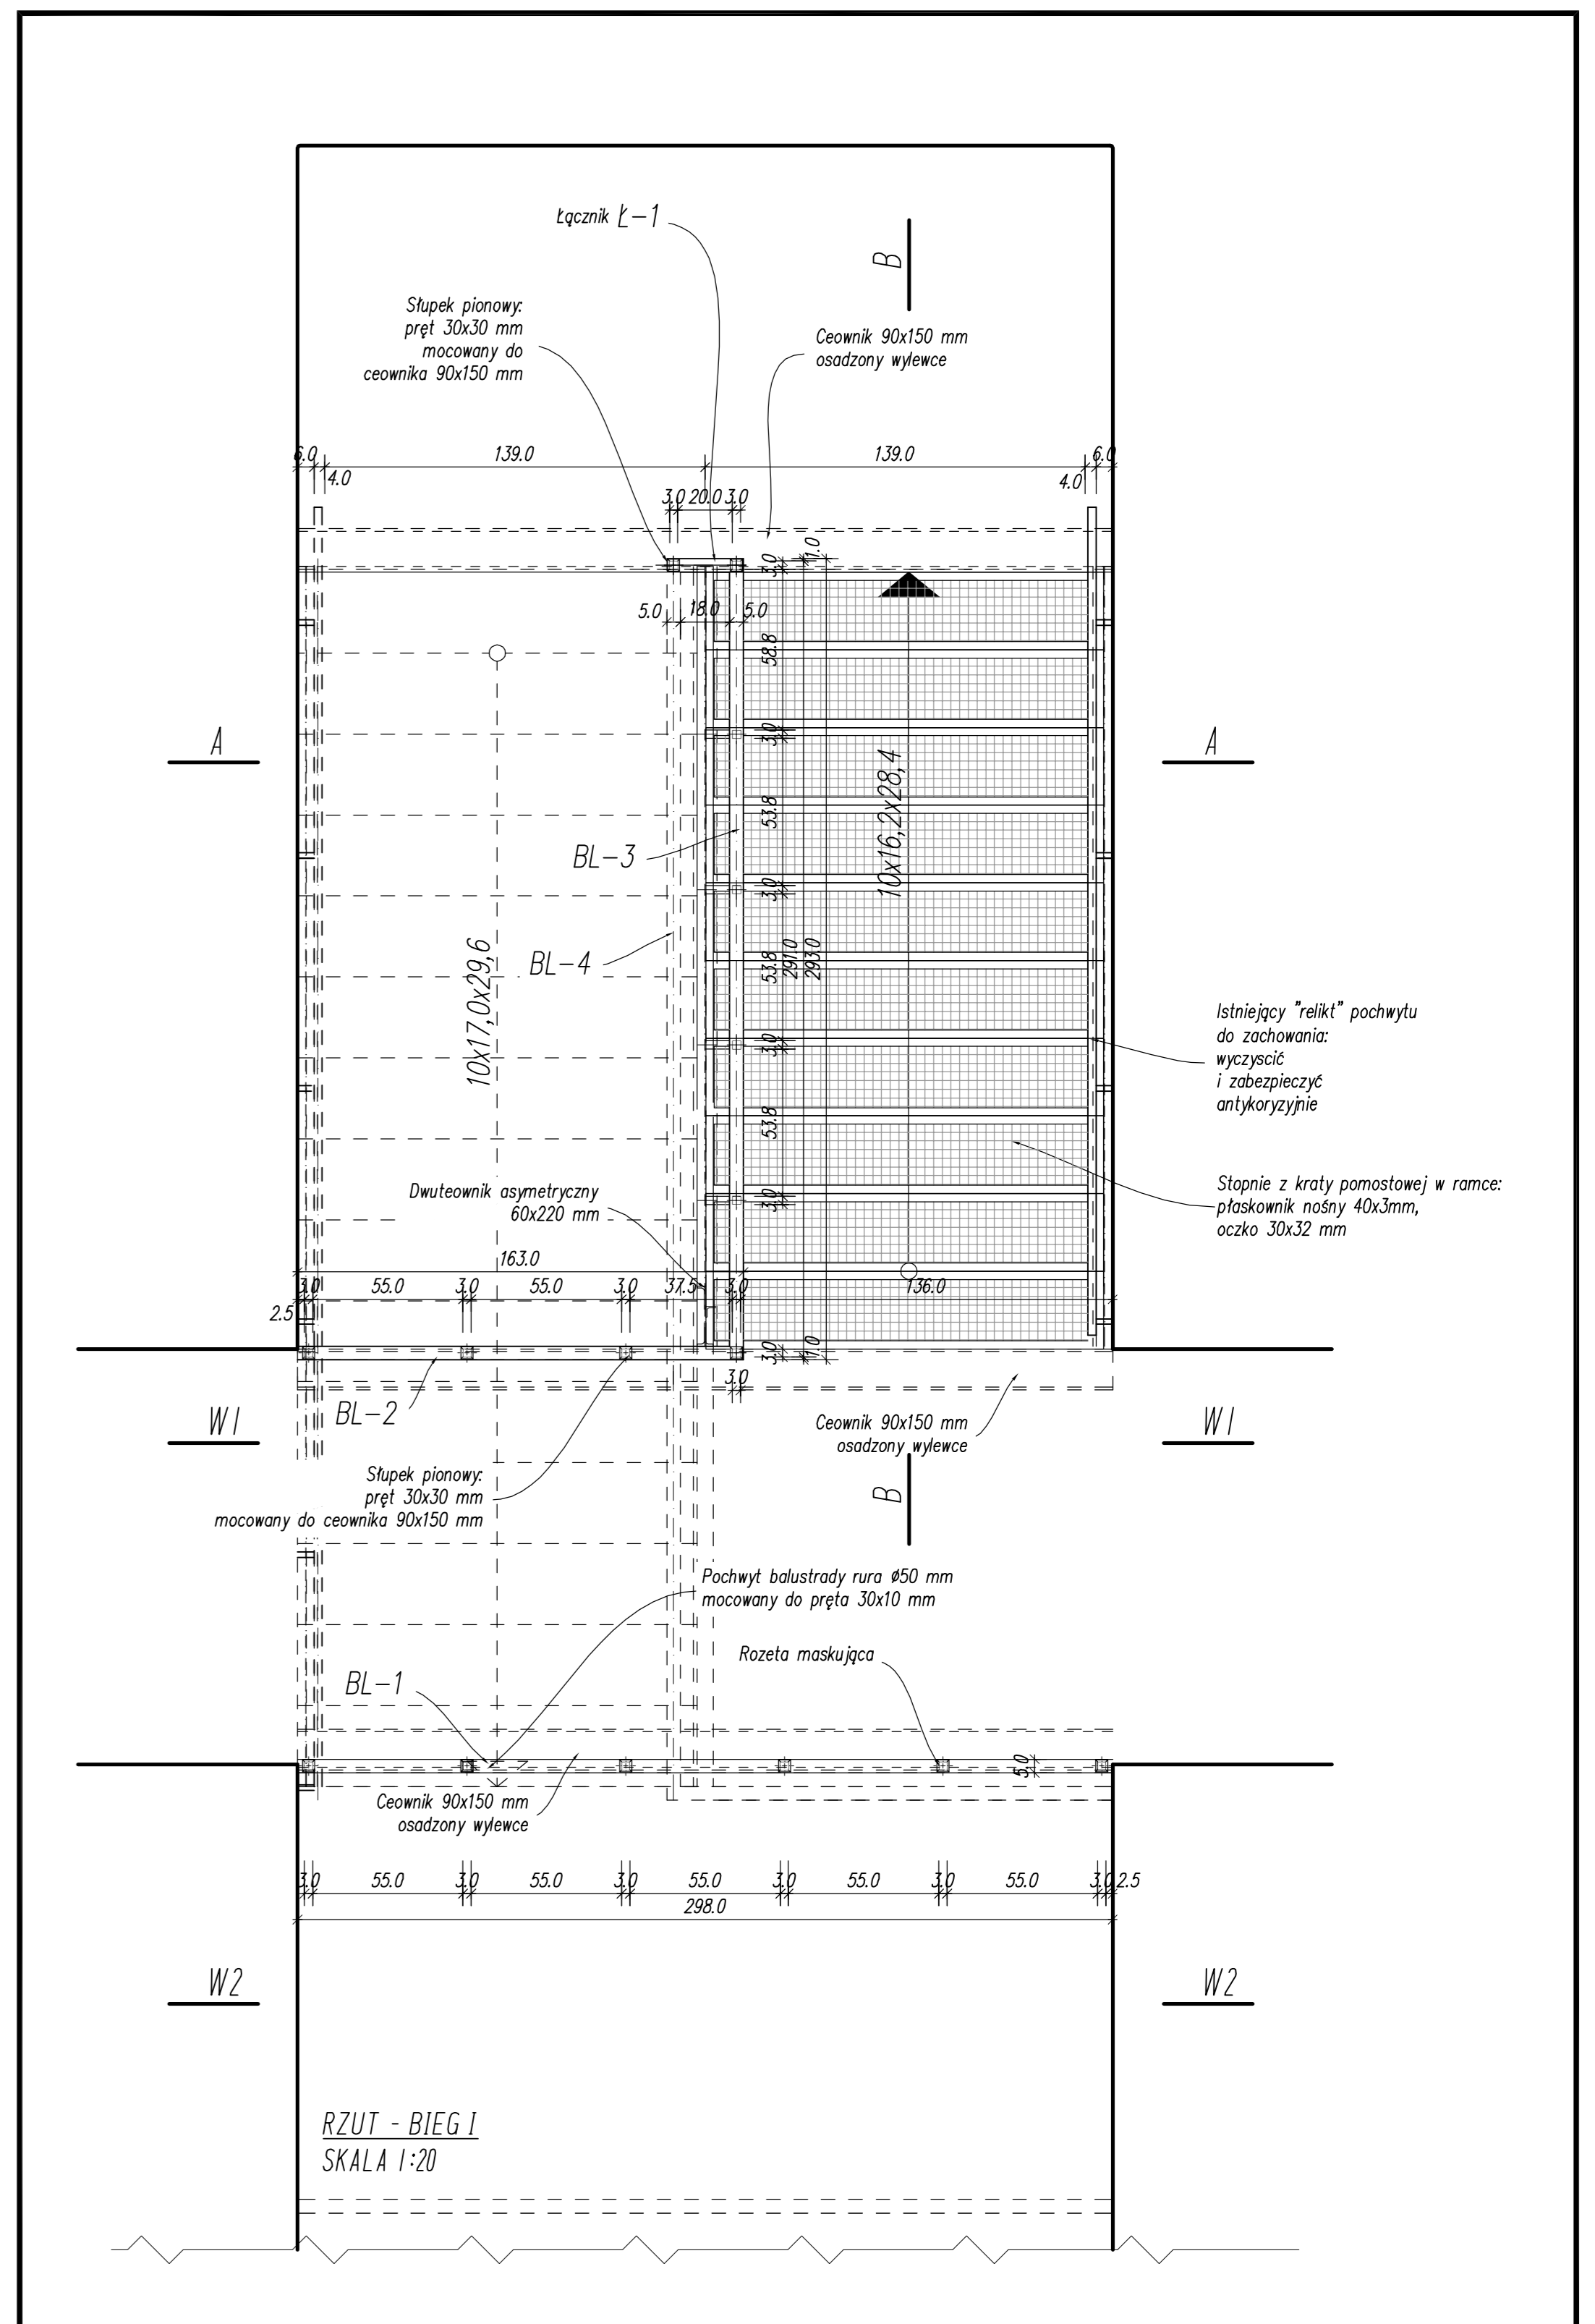 Łącznik Ł-1
B
Słupek pionowy:
pręt 30x30 mm
mocowany do
ceownika 90x150 mm
Ceownik 90x150 mm
osadzony wylewce
6.0
139.0
139.0
6.0
4.0
4.0
3.0 20.0 3.0
1.0
3.0
5.0 18.0 5.0
58.8
A
A
3.0
10x16,2x28,4
53.8
BL-3
3.0
BL-4
53.8
291.0
293.0
10x17,0x29,6
Istniejący "relikt" pochwytu
do zachowania:
wyczyscić
i zabezpieczyć
antykoryzyjnie
3.0
53.8
Stopnie z kraty pomostowej w ramce:
płaskownik nośny 40x3mm,
oczko 30x32 mm
Dwuteownik asymetryczny
60x220 mm
3.0
163.0
3.0 55.0 3.0 55.0 3.0 37.5 3.0 136.0
2.5
3.0
1.0
3.0
BL-2
W1
W1
Ceownik 90x150 mm
osadzony wylewce
Słupek pionowy:
pręt 30x30 mm
mocowany do ceownika 90x150 mm
B
Pochwyt balustrady rura ø50 mm
mocowany do pręta 30x10 mm
Rozeta maskująca
BL-1
5.0
Ceownik 90x150 mm
osadzony wylewce
3.0 55.0 3.0 55.0 3.0 55.0 3.0 55.0 3.0 55.0 3.0 2.5
298.0
W2
W2
RZUT - BIEG I
SKALA 1:20